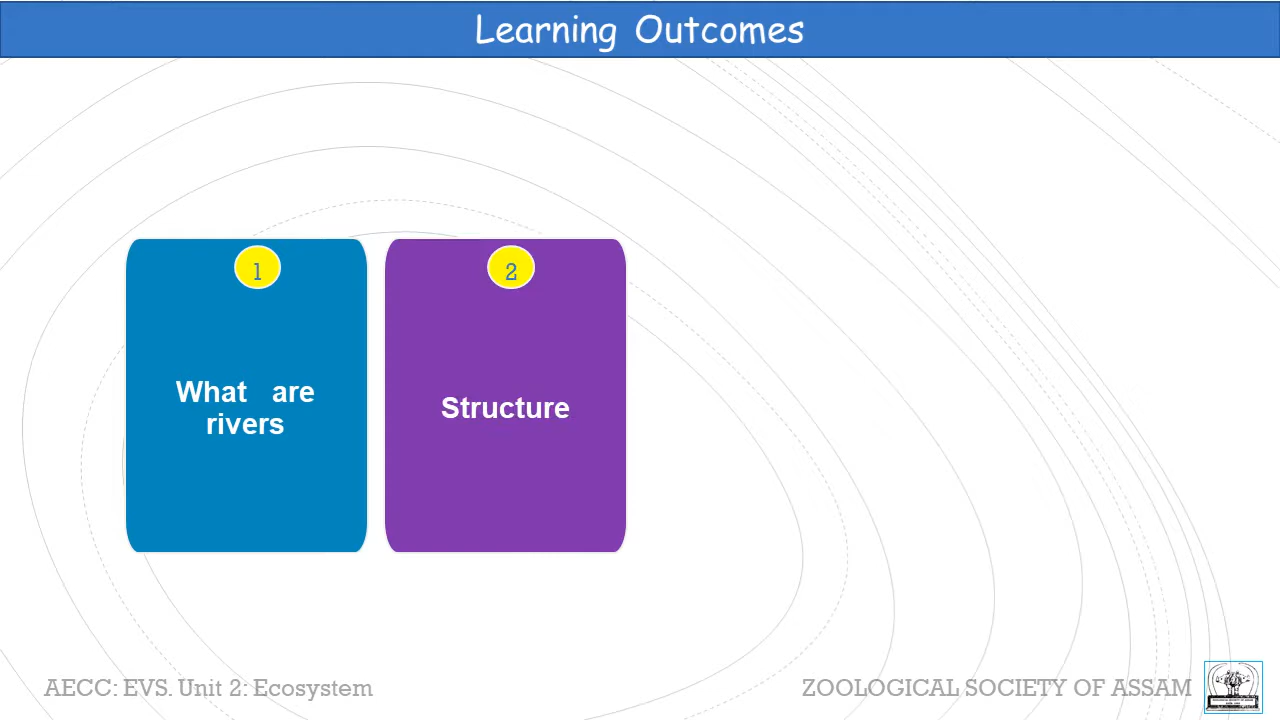 Learning Outcomes
1
2
What are
rivers
Structure
AECC: EVS. Unit 2: Ecosystem
ZOOLOGICAL SOCIETY OF ASSAM